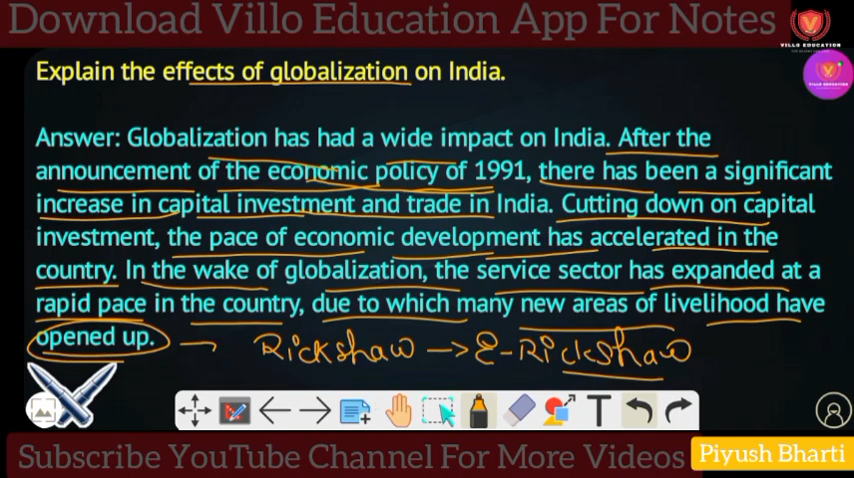 Download Villo Education App For Notes
VILLO EDUCATION
Explain the effects of globalization on India.
VILLO EDUCATION
Answer: Globalization has had a wide impact on India. After the
announcement of the economic policy of 1991, there has been a significant
increase in capital investment and trade in India. Cutting down on capital
investment, the pace of economic development has accelerated in the
country. In the wake of globalization, the service sector has expanded at a
rapid pace in the country, due to which many new areas of livelihood have
opened up. → Rickshaw → E-Rickshaw
Subscribe YouTube Channel For More Videos
Piyush Bharti